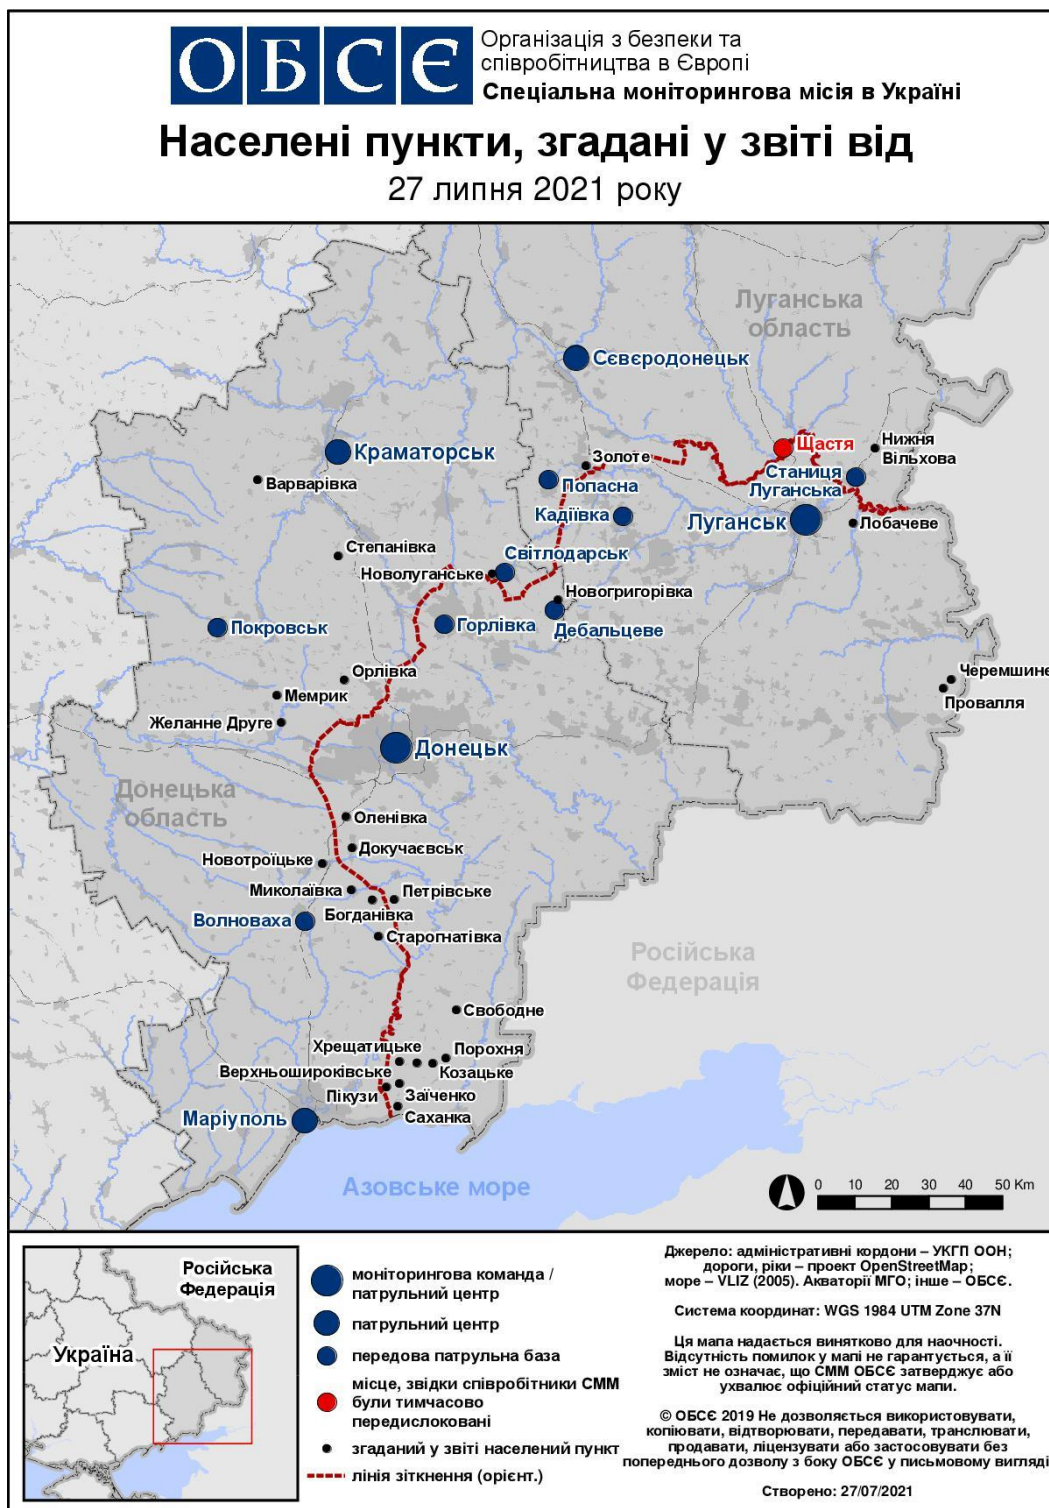 ОБСЄ
Організація з безпеки та
співробітництва в Європі
Спеціальна моніторингова місія в Україні
Населені пункти, згадані у звіті від
27 липня 2021 року
Луганська
область
Сєвєродонецьк
Щастя
Нижня
Вільхова
Краматорськ
Золоте
Станиця
Луганська
Варварівка
Попасна
Кадіївка
Луганськ
Лобачеве
Степанівка
Світлодарськ
Новолуганське
Новогригорівка
Покровськ
Горлівка
Дебальцеве
Орлівка
Черемшине
Мемрик
Провалля
Желанне Друге
Донецьк
Донецька
область
Оленівка
Докучаєвськ
Новотроїцьке
Миколаївка
Петрівське
Богданівка
Волноваха
Старогнатівка
Російська
Федерація
Свободне
Хрещатицьке
Порохня
Верхньошироківське
Козацьке
Пікузи
Заїченко
Саханка
Маріуполь
Азовське море
0 10 20 30 40 50 Km
Російська
Федерація
Україна
моніторингова команда /
патрульний центр
патрульний центр
передова патрульна база
місце, звідки співробітники СММ
були тимчасово
передислоковані
згаданий у звіті населений пункт
лінія зіткнення (орієнт.)
Джерело: адміністративні кордони – УКГП ООН;
дороги, ріки – проект OpenStreetMap;
море – VLIZ (2005). Акваторії МГО; інше – ОБСЄ.
Система координат: WGS 1984 UTM Zone 37N
Ця мапа надається винятково для наочності.
Відсутність помилок у мапі не гарантується, а її
зміст не означає, що СММ ОБСЄ затверджує або
ухвалює офіційний статус мапи.
© ОБСЄ 2019 Не дозволяється використовувати,
копіювати, відтворювати, передавати, транслювати,
продавати, ліцензувати або застосовувати без
попереднього дозволу з боку ОБСЄ у письмовому вигляді
Створено: 27/07/2021